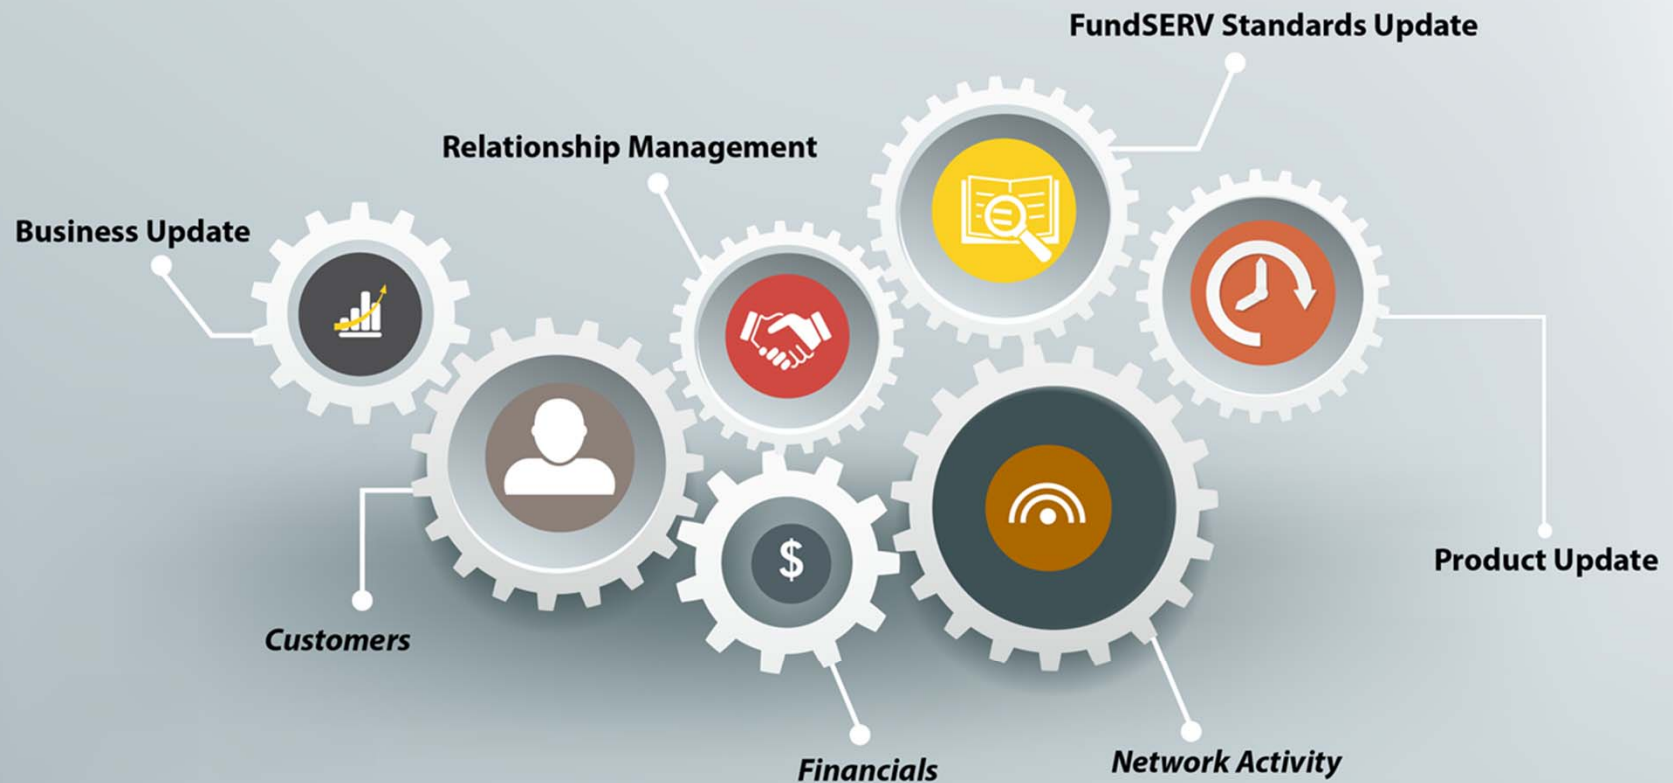 FundSERV Standards Update
Relationship Management
Business Update
$
Product Update
Customers
Network Activity
Financials